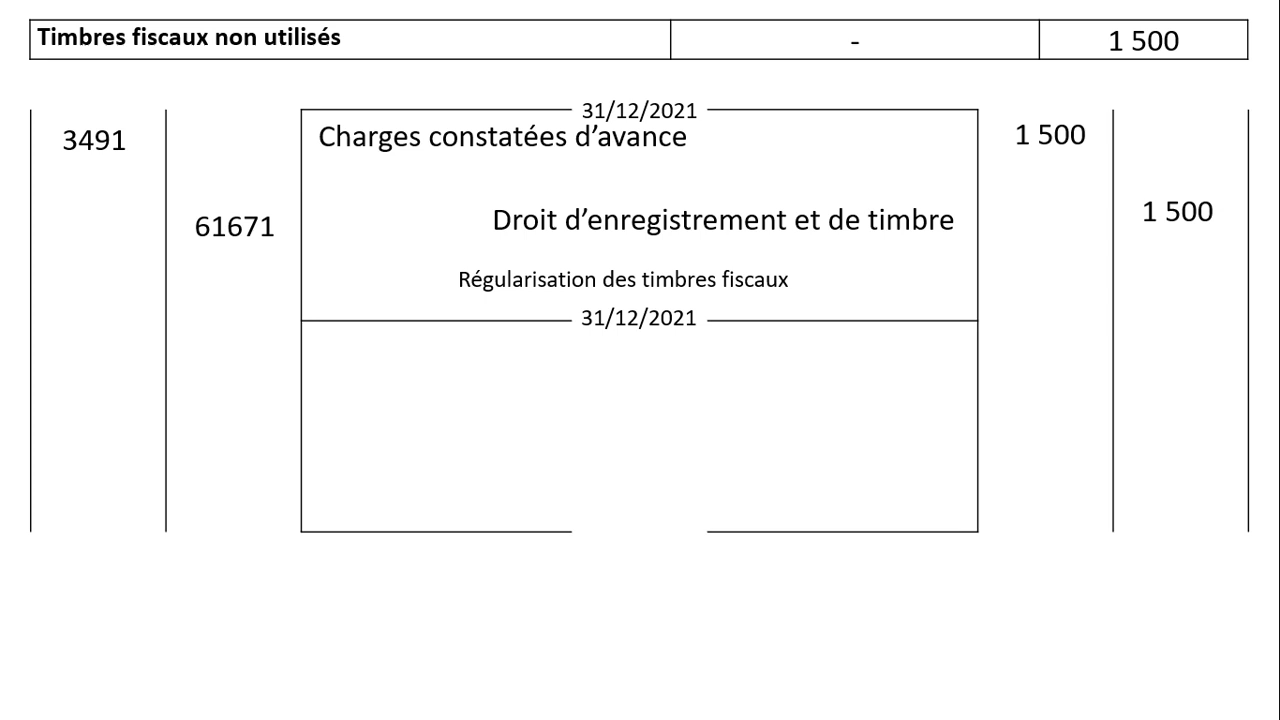 Timbres fiscaux non utilisés - 1 500
31/12/2021
3491 Charges constatées d’avance 1 500
61671 Droit d’enregistrement et de timbre 1 500
Régularisation des timbres fiscaux
31/12/2021